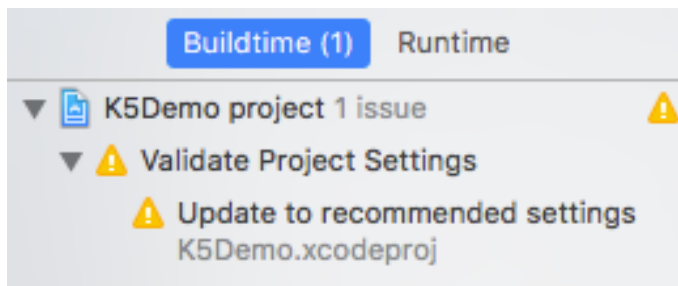 Buildtime (1) Runtime
K5Demo project 1 issue
Validate Project Settings
Update to recommended settings
K5Demo.xcodeproj